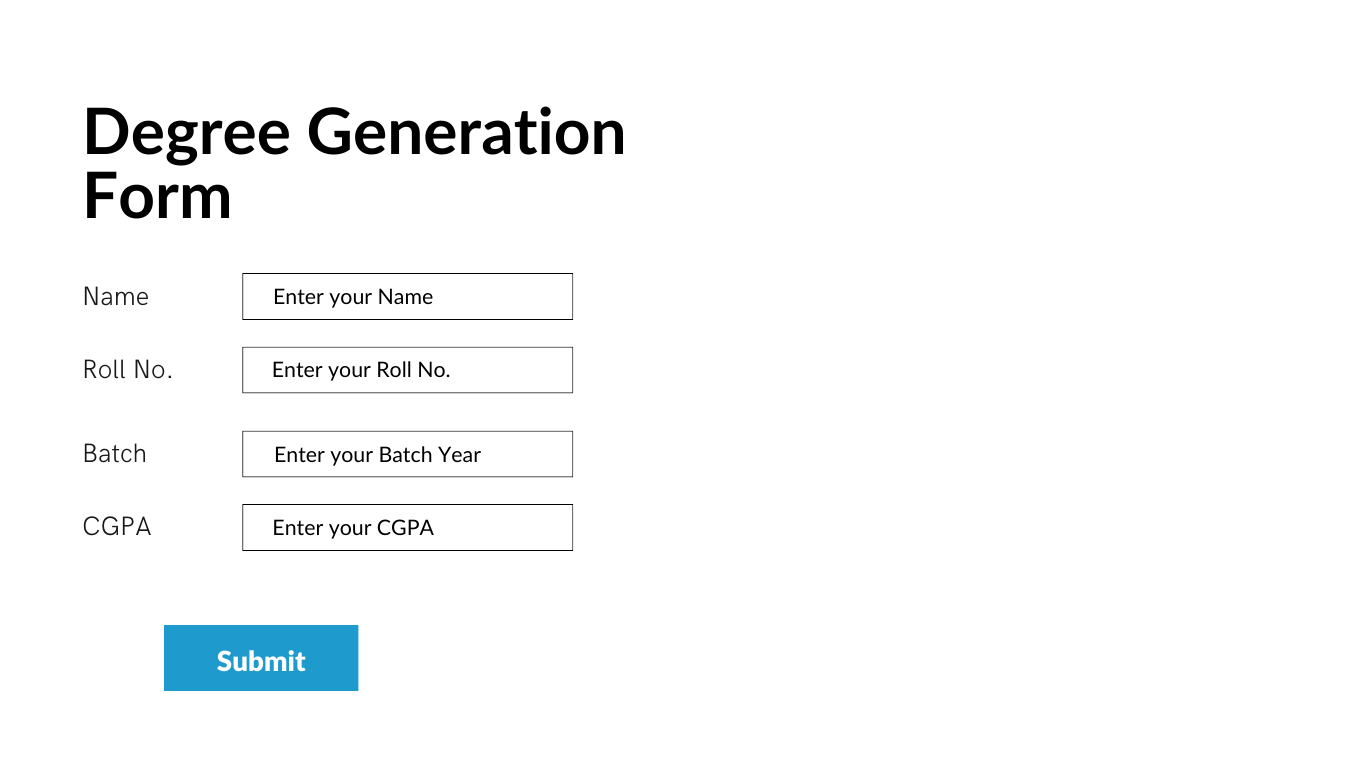 Degree Generation
Form
Name
Enter your Name
Roll No.
Enter your Roll No.
Batch
Enter your Batch Year
CGPA
Enter your CGPA
Submit